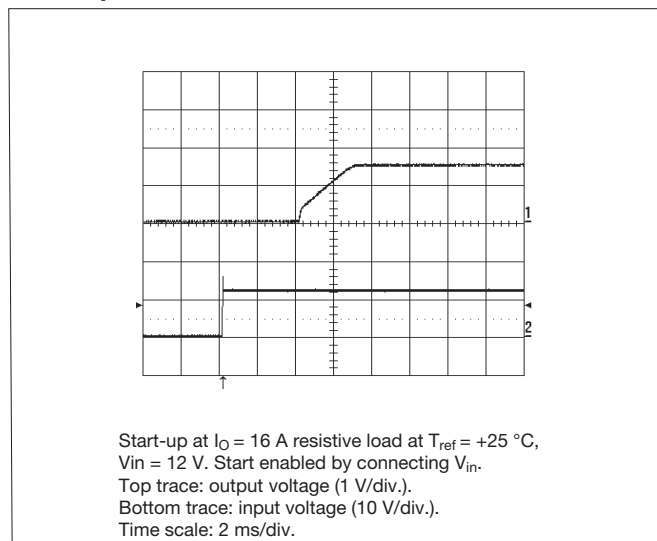 1
2
Start-up at IO = 16 A resistive load at Tref = +25 °C,
Vin = 12 V. Start enabled by connecting Vin.
Top trace: output voltage (1 V/div.).
Bottom trace: input voltage (10 V/div.).
Time scale: 2 ms/div.